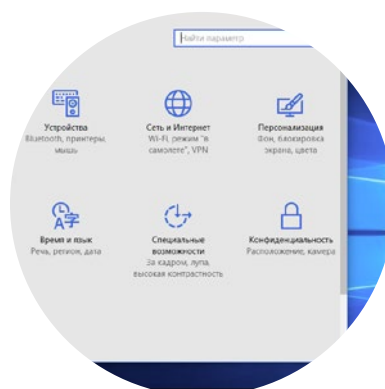 Найти параметр
Устройства
Bluetooth, принтеры,
мышь
Сеть и Интернет
Wi-Fi, режим "в
самолете", VPN
Персонализация
Фон, блокировка
экрана, цвета
Время и язык
Речь, регион, дата
Специальные
возможности
За кадром, лупа,
высокая контрастность
Конфиденциальность
Расположение, камера